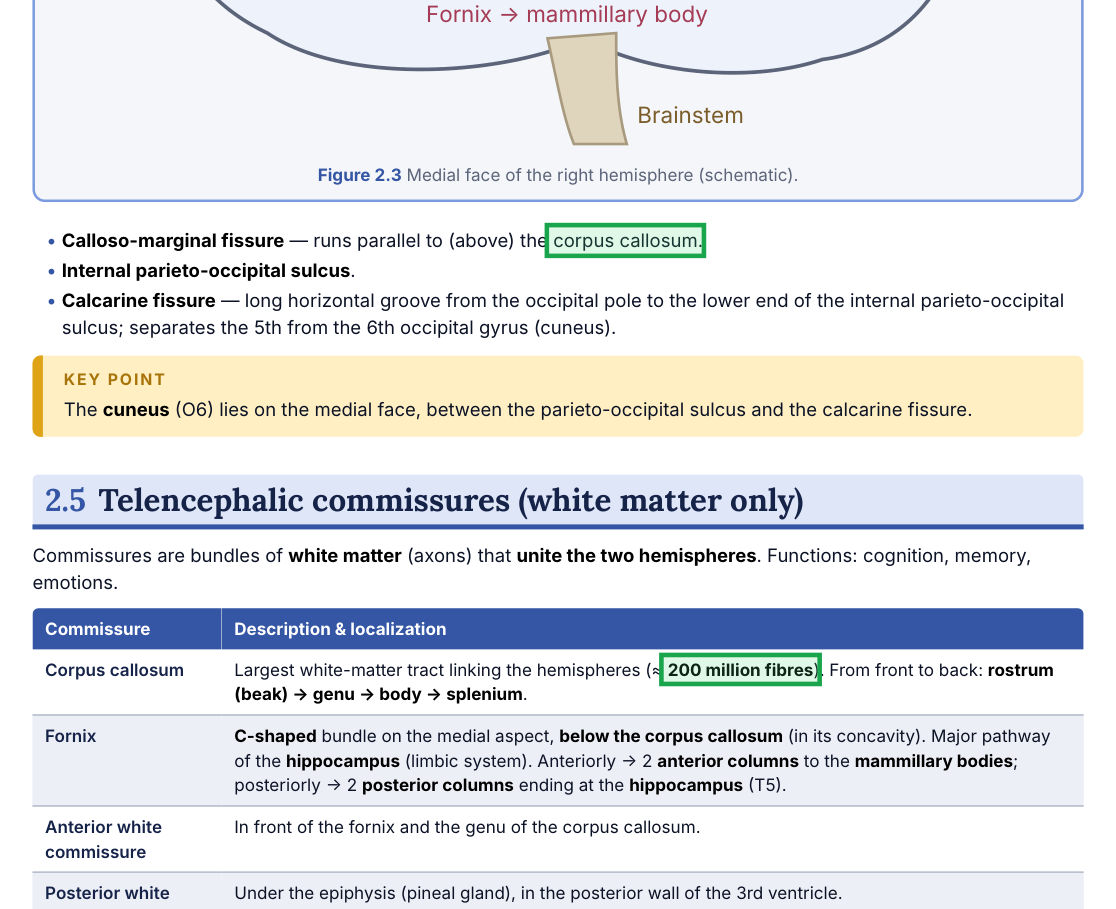 Fornix → mammillary body
Brainstem
Figure 2.3 Medial face of the right hemisphere (schematic).
• Calloso-marginal fissure — runs parallel to (above) the corpus callosum.
• Internal parieto-occipital sulcus.
• Calcarine fissure — long horizontal groove from the occipital pole to the lower end of the internal parieto-occipital
sulcus; separates the 5th from the 6th occipital gyrus (cuneus).
KEY POINT
The cuneus (O6) lies on the medial face, between the parieto-occipital sulcus and the calcarine fissure.
2.5 Telencephalic commissures (white matter only)
Commissures are bundles of white matter (axons) that unite the two hemispheres. Functions: cognition, memory,
emotions.
Commissure Description & localization
Corpus callosum Largest white-matter tract linking the hemispheres (≈ 200 million fibres). From front to back: rostrum
(beak) → genu → body → splenium.
Fornix C-shaped bundle on the medial aspect, below the corpus callosum (in its concavity). Major pathway
of the hippocampus (limbic system). Anteriorly → 2 anterior columns to the mammillary bodies;
posteriorly → 2 posterior columns ending at the hippocampus (T5).
Anterior white In front of the fornix and the genu of the corpus callosum.
commissure
Posterior white Under the epiphysis (pineal gland), in the posterior wall of the 3rd ventricle.